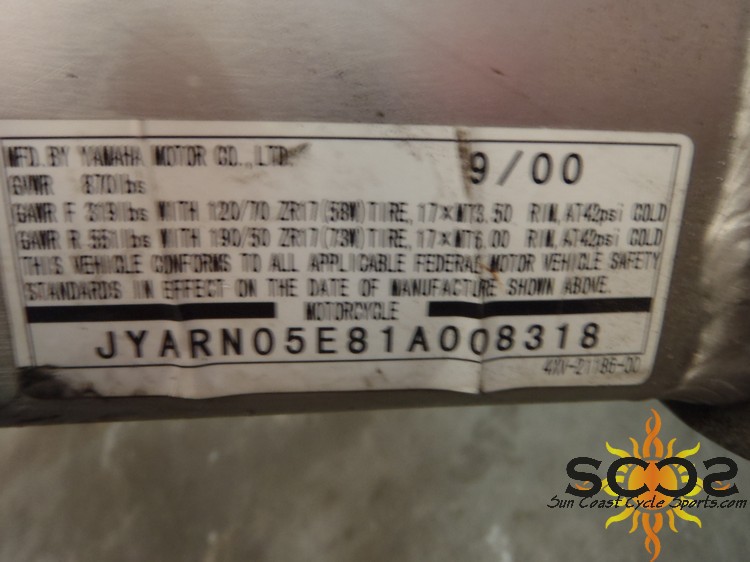 MFD. BY YAMAHA MOTOR CO., LTD. 9/00
GVWR 870lbs
GAWR F 319lbs WITH 120/70 ZR17(58W)TIRE, 17×MT3.50 RIM, AT42psi COLD
GAWR R 551lbs WITH 190/50 ZR17(73W)TIRE, 17×MT6.00 RIM, AT42psi COLD
THIS VEHICLE CONFORMS TO ALL APPLICABLE FEDERAL MOTOR VEHICLE SAFETY
STANDARDS IN EFFECT ON THE DATE OF MANUFACTURE SHOWN ABOVE.
MOTORCYCLE
JYARN05E81A008318
4XV-21186-00
SCCS
Sun Coast Cycle Sports.com